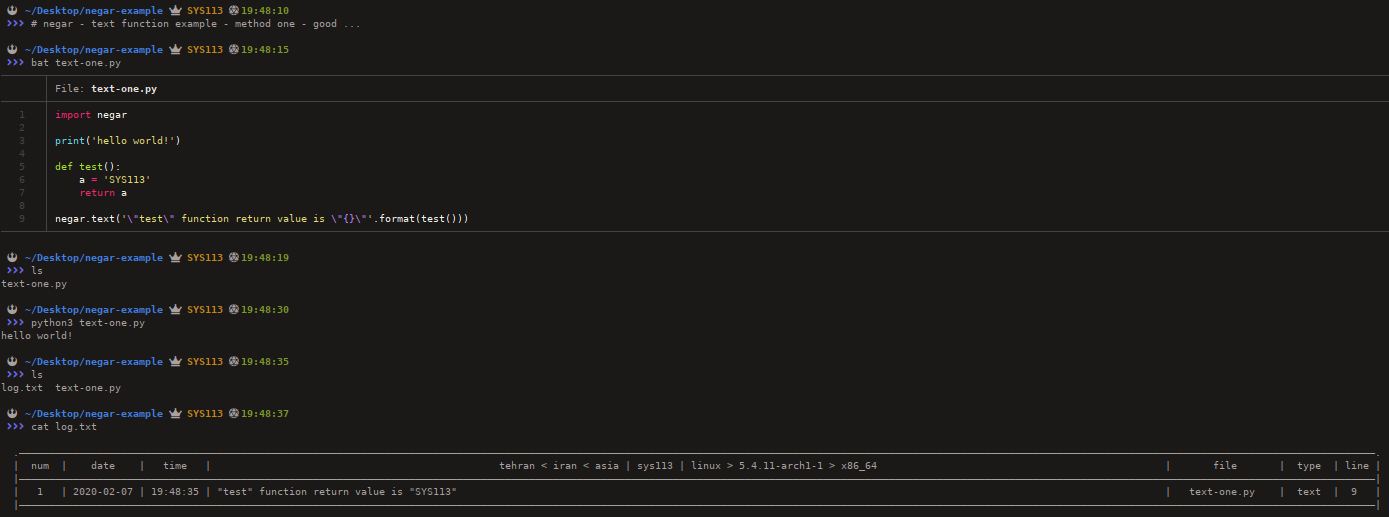 ~/Desktop/negar-example SYS113 19:48:10
>>> # negar - text function example - method one - good ...
~/Desktop/negar-example SYS113 19:48:15
>>> bat text-one.py
File: text-one.py
1 import negar
2
3 print('hello world!')
4
5 def test():
6 a = 'SYS113'
7 return a
8
9 negar.text('\"test\" function return value is \"{}\"'.format(test()))
~/Desktop/negar-example SYS113 19:48:19
>>> ls
text-one.py
~/Desktop/negar-example SYS113 19:48:30
>>> python3 text-one.py
hello world!
~/Desktop/negar-example SYS113 19:48:35
>>> ls
log.txt text-one.py
~/Desktop/negar-example SYS113 19:48:37
>>> cat log.txt
| num | date | time | tehran < iran < asia | sys113 | linux > 5.4.11-arch1-1 > x86_64 | file | type | line |
| 1 | 2020-02-07 | 19:48:35 | "test" function return value is "SYS113" | text-one.py | text | 9 |